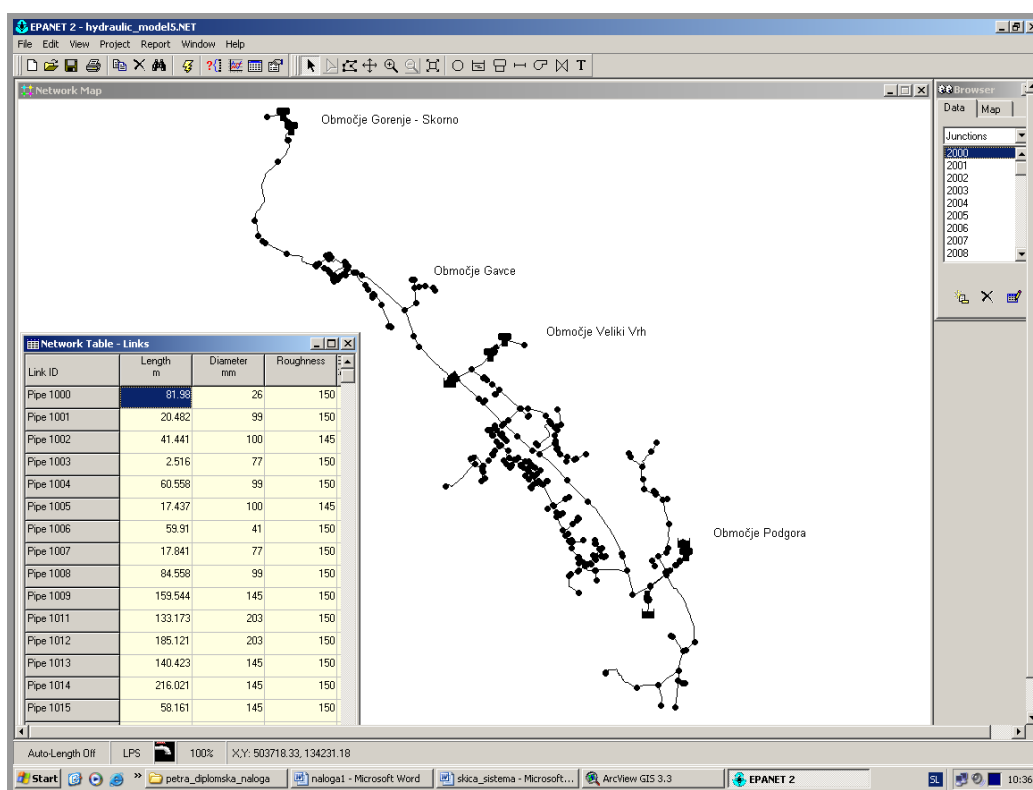 EPANET 2 - hydraulic_model5.NET
File Edit View Project Report Window Help
T
Network Map
Browser
Data Map
Junctions
2000
2001
2002
2003
2004
2005
2006
2007
2008
Območje Gorenje - Skorno
Območje Gavce
Območje Veliki Vrh
Območje Podgora
Network Table - Links
Link ID Length m Diameter mm Roughness
Pipe 1000 81.98 26 150
Pipe 1001 20.482 99 150
Pipe 1002 41.441 100 145
Pipe 1003 2.516 77 150
Pipe 1004 60.558 99 150
Pipe 1005 17.437 100 145
Pipe 1006 59.91 41 150
Pipe 1007 17.841 77 150
Pipe 1008 84.558 99 150
Pipe 1009 159.544 145 150
Pipe 1011 133.173 203 150
Pipe 1012 185.121 203 150
Pipe 1013 140.423 145 150
Pipe 1014 216.021 145 150
Pipe 1015 58.161 145 150
Auto-Length Off LPS 100% X,Y: 503718.33, 134231.18
Start » petra_diplomska_naloga naloga1 - Microsoft Word skica_sistema - Microsoft... ArcView GIS 3.3 EPANET 2 SL 10:36